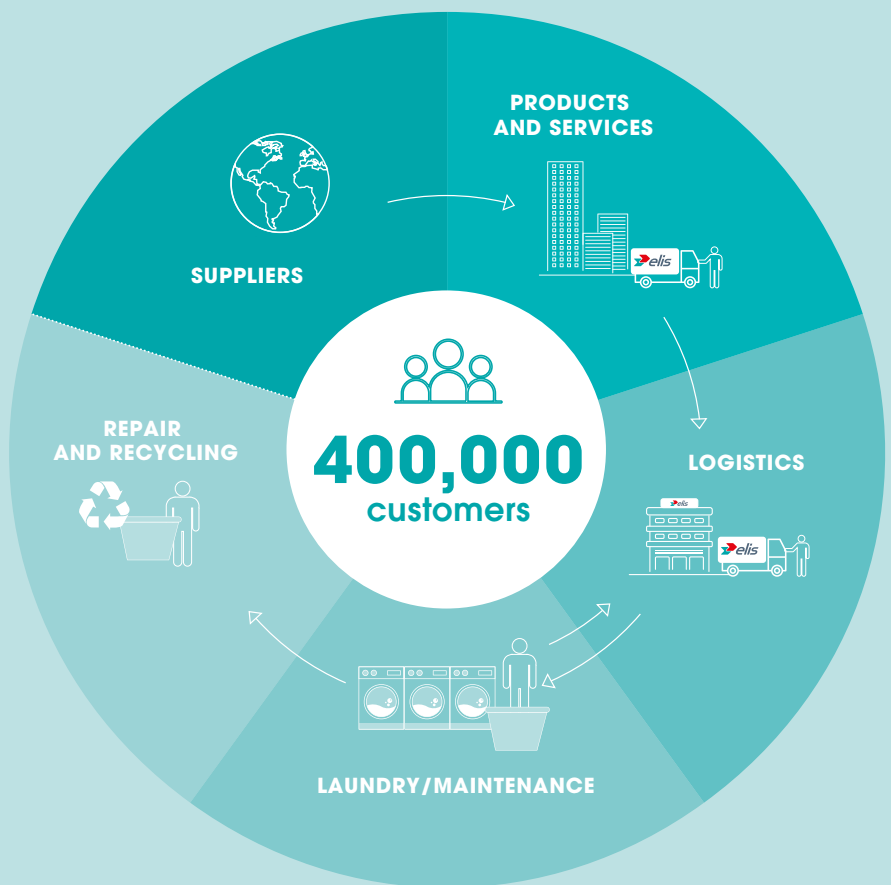 PRODUCTS
AND SERVICES
elis
SUPPLIERS
400,000
customers
REPAIR
AND RECYCLING
LOGISTICS
elis
elis
LAUNDRY/MAINTENANCE